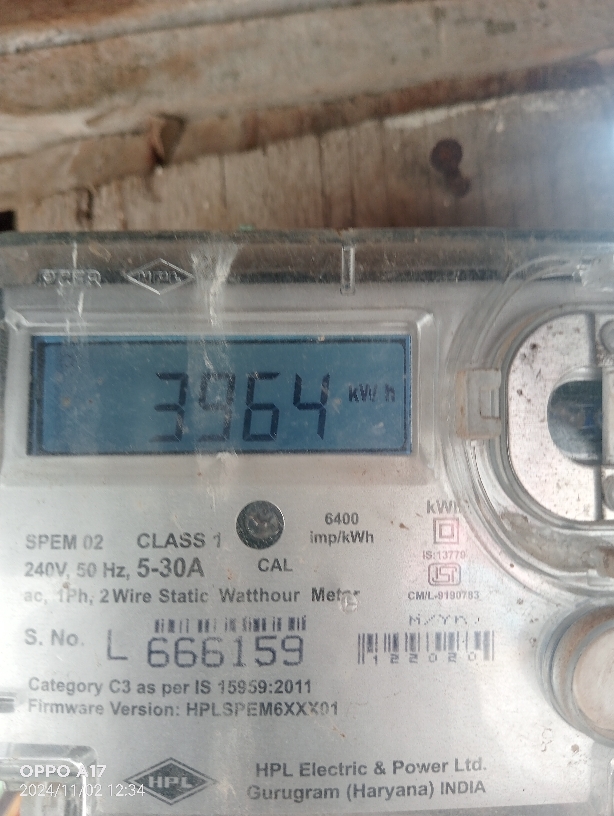 HPL
3964 kWh
6400
imp/kWh
kWh
SPEM 02 CLASS 1
240V, 50 Hz, 5-30A
CAL
IS:13779
ac, 1Ph, 2 Wire Static Watthour Meter
CM/L-9190783
S. No. L 666159
M/YR.
122020
Category C3 as per IS 15959:2011
Firmware Version: HPLSPEM6XXX01
HPL
HPL Electric & Power Ltd.
Gurugram (Haryana) INDIA
OPPO A17
2024/11/02 12:34